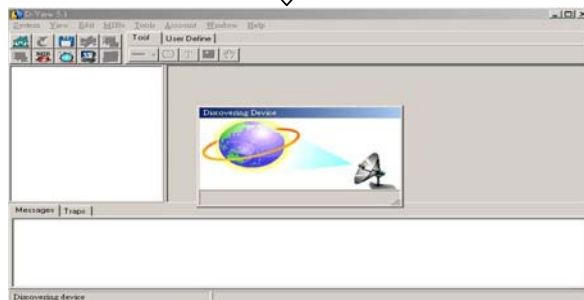 D-View 5.1
System View Edit MIBs Tools Account Window Help
Tool User Define
Discovering Device
Messages Traps
Discovering device